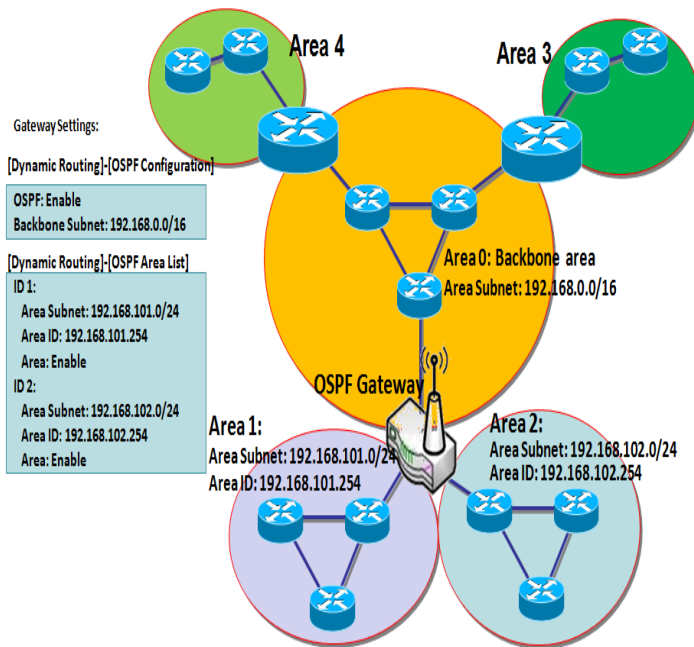 Area 4
Area 3
Gateway Settings:
[Dynamic Routing]-[OSPF Configuration]
OSPF: Enable
Backbone Subnet: 192.168.0.0/16
[Dynamic Routing]-[OSPF Area List]
ID 1:
Area Subnet: 192.168.101.0/24
Area ID: 192.168.101.254
Area: Enable
ID 2:
Area Subnet: 192.168.102.0/24
Area ID: 192.168.102.254
Area: Enable
Area 0: Backbone area
Area Subnet: 192.168.0.0/16
OSPF Gateway
Area 1:
Area Subnet: 192.168.101.0/24
Area ID: 192.168.101.254
Area 2:
Area Subnet: 192.168.102.0/24
Area ID: 192.168.102.254